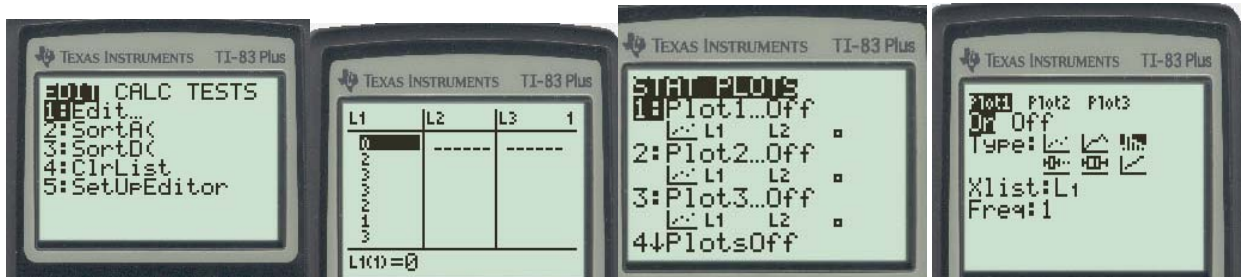 TEXAS INSTRUMENTS TI-83 Plus
EDIT CALC TESTS
1:Edit…
2:SortA(
3:SortD(
4:ClrList
5:SetUpEditor
TEXAS INSTRUMENTS TI-83 Plus
L1 L2 L3 1
0 ------ ------
2
3
3
3
2
1
3
L1(1)=0
TEXAS INSTRUMENTS TI-83 Plus
STAT PLOTS
1:Plot1…Off
L1 L2
2:Plot2…Off
L1 L2
3:Plot3…Off
L1 L2
4↓PlotsOff
TEXAS INSTRUMENTS TI-83 Plus
Plot1 Plot2 Plot3
On Off
Type:
Xlist:L1
Freq:1